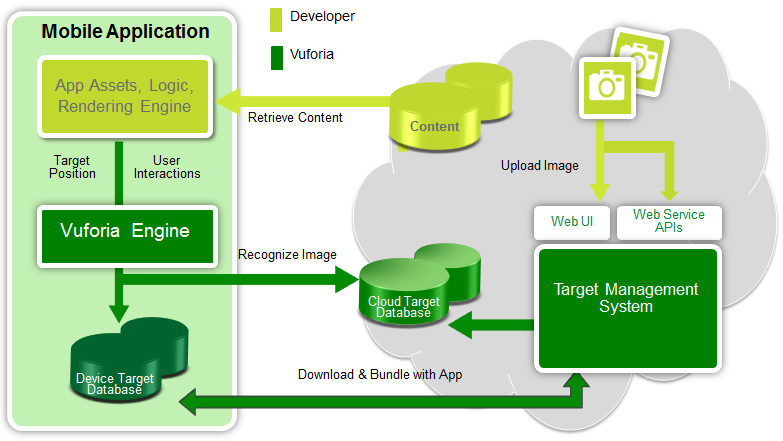 Mobile Application
Developer
Vuforia
App Assets, Logic,
Rendering Engine
Retrieve Content
Content
Target
Position
User
Interactions
Upload Image
Web UI
Web Service
APIs
Vuforia Engine
Recognize Image
Cloud Target
Database
Target Management
System
Device Target
Database
Download & Bundle with App